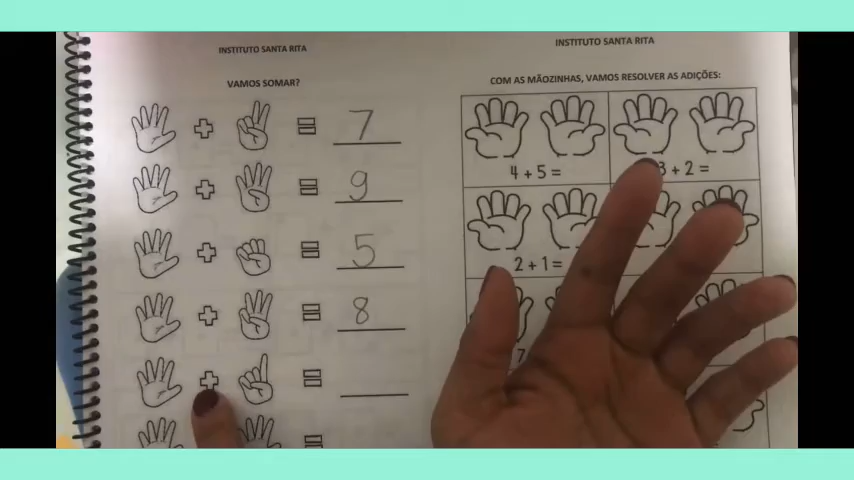 INSTITUTO SANTA RITA
VAMOS SOMAR?
+ = 7
+ = 9
+ = 5
+ = 8
+ =
=
INSTITUTO SANTA RITA
COM AS MÃOZINHAS, VAMOS RESOLVER AS ADIÇÕES:
4 + 5 =
3 + 2 =
2 + 1 =
7